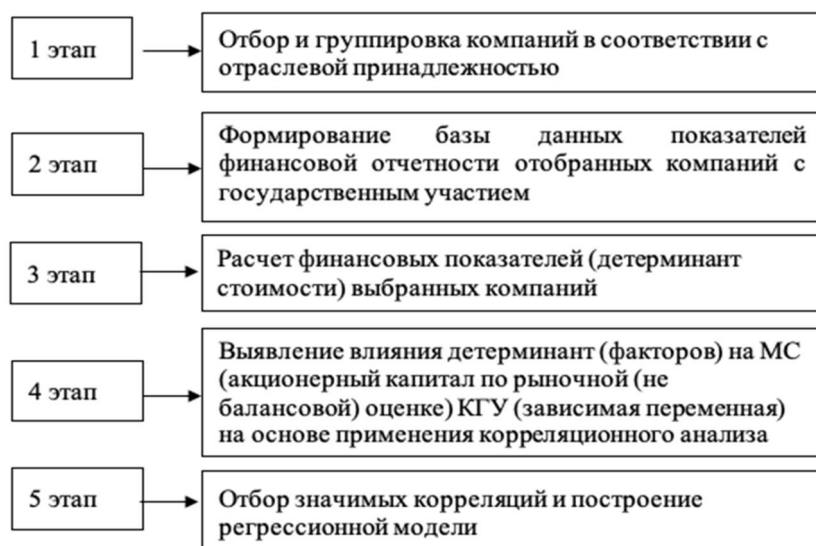 1 этап
Отбор и группировка компаний в соответствии с
отраслевой принадлежностью
2 этап
Формирование базы данных показателей
финансовой отчетности отобранных компаний с
государственным участием
3 этап
Расчет финансовых показателей (детерминант
стоимости) выбранных компаний
4 этап
Выявление влияния детерминант (факторов) на МС
(акционерный капитал по рыночной (не
балансовой) оценке) КГУ (зависимая переменная)
на основе применения корреляционного анализа
5 этап
Отбор значимых корреляций и построение
регрессионной модели